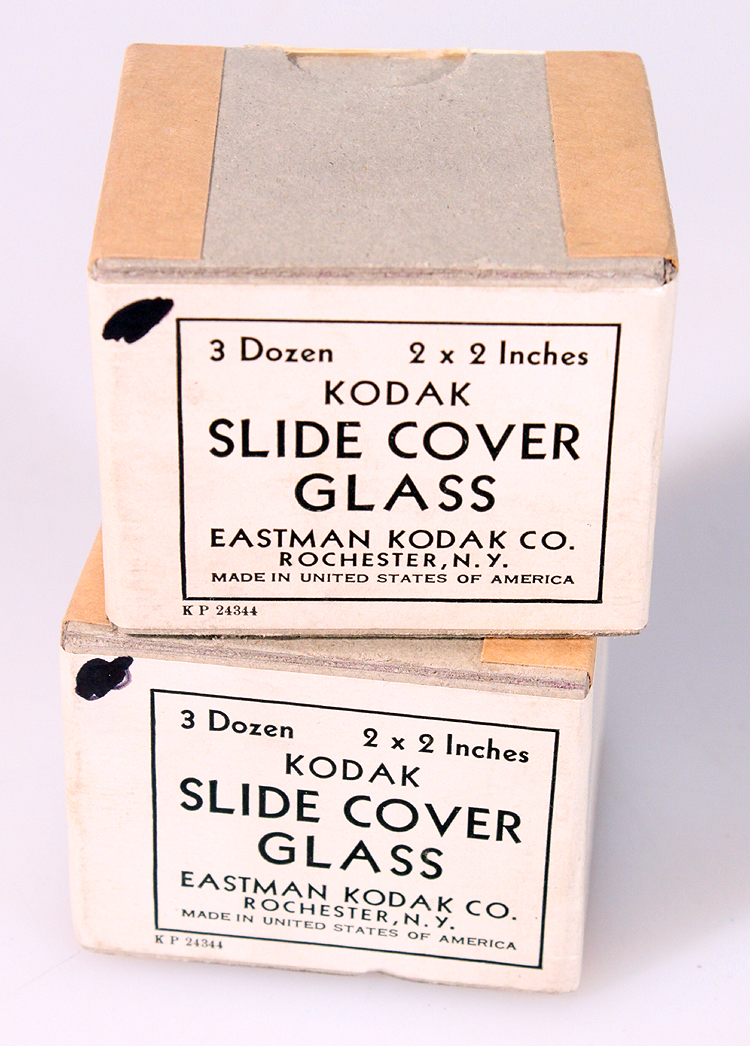 3 Dozen 2 x 2 Inches
KODAK
SLIDE COVER
GLASS
EASTMAN KODAK CO.
ROCHESTER, N. Y.
MADE IN UNITED STATES OF AMERICA
K P 24344
3 Dozen 2 x 2 Inches
KODAK
SLIDE COVER
GLASS
EASTMAN KODAK CO.
ROCHESTER, N. Y.
MADE IN UNITED STATES OF AMERICA
K P 24344